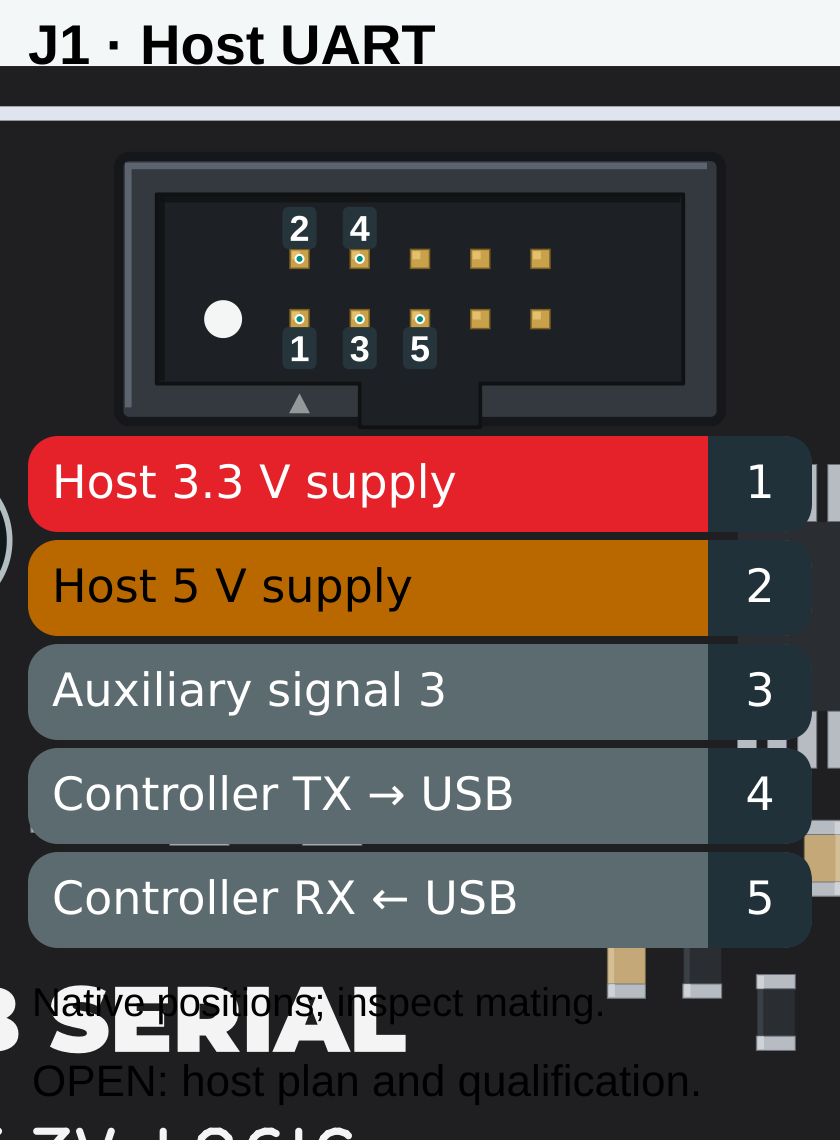 J1 · Host UART
2 4
1 3 5
Host 3.3 V supply 1
Host 5 V supply 2
Auxiliary signal 3 3
Controller TX → USB 4
Controller RX ← USB 5
Native positions; inspect mating.
SERIAL
OPEN: host plan and qualification.